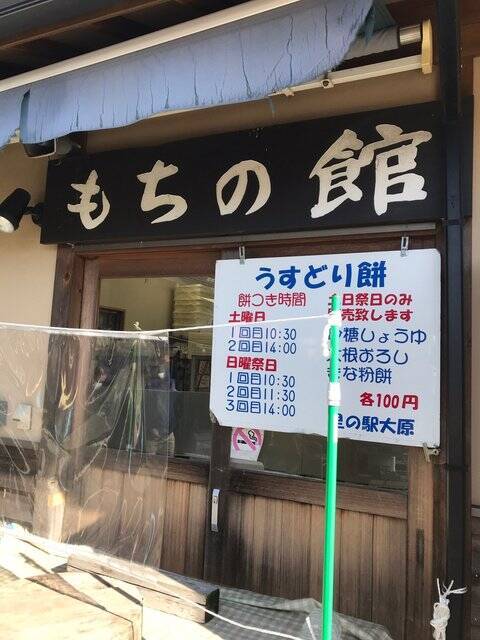 もちの館
うすどり餅
餅つき時間
土曜日
1回目10:30
2回目14:00
日曜祭日
1回目10:30
2回目11:30
3回目14:00
日祭日のみ
売致します
糖しょうゆ
根おろし
きな粉餅
各100円
里の駅大原